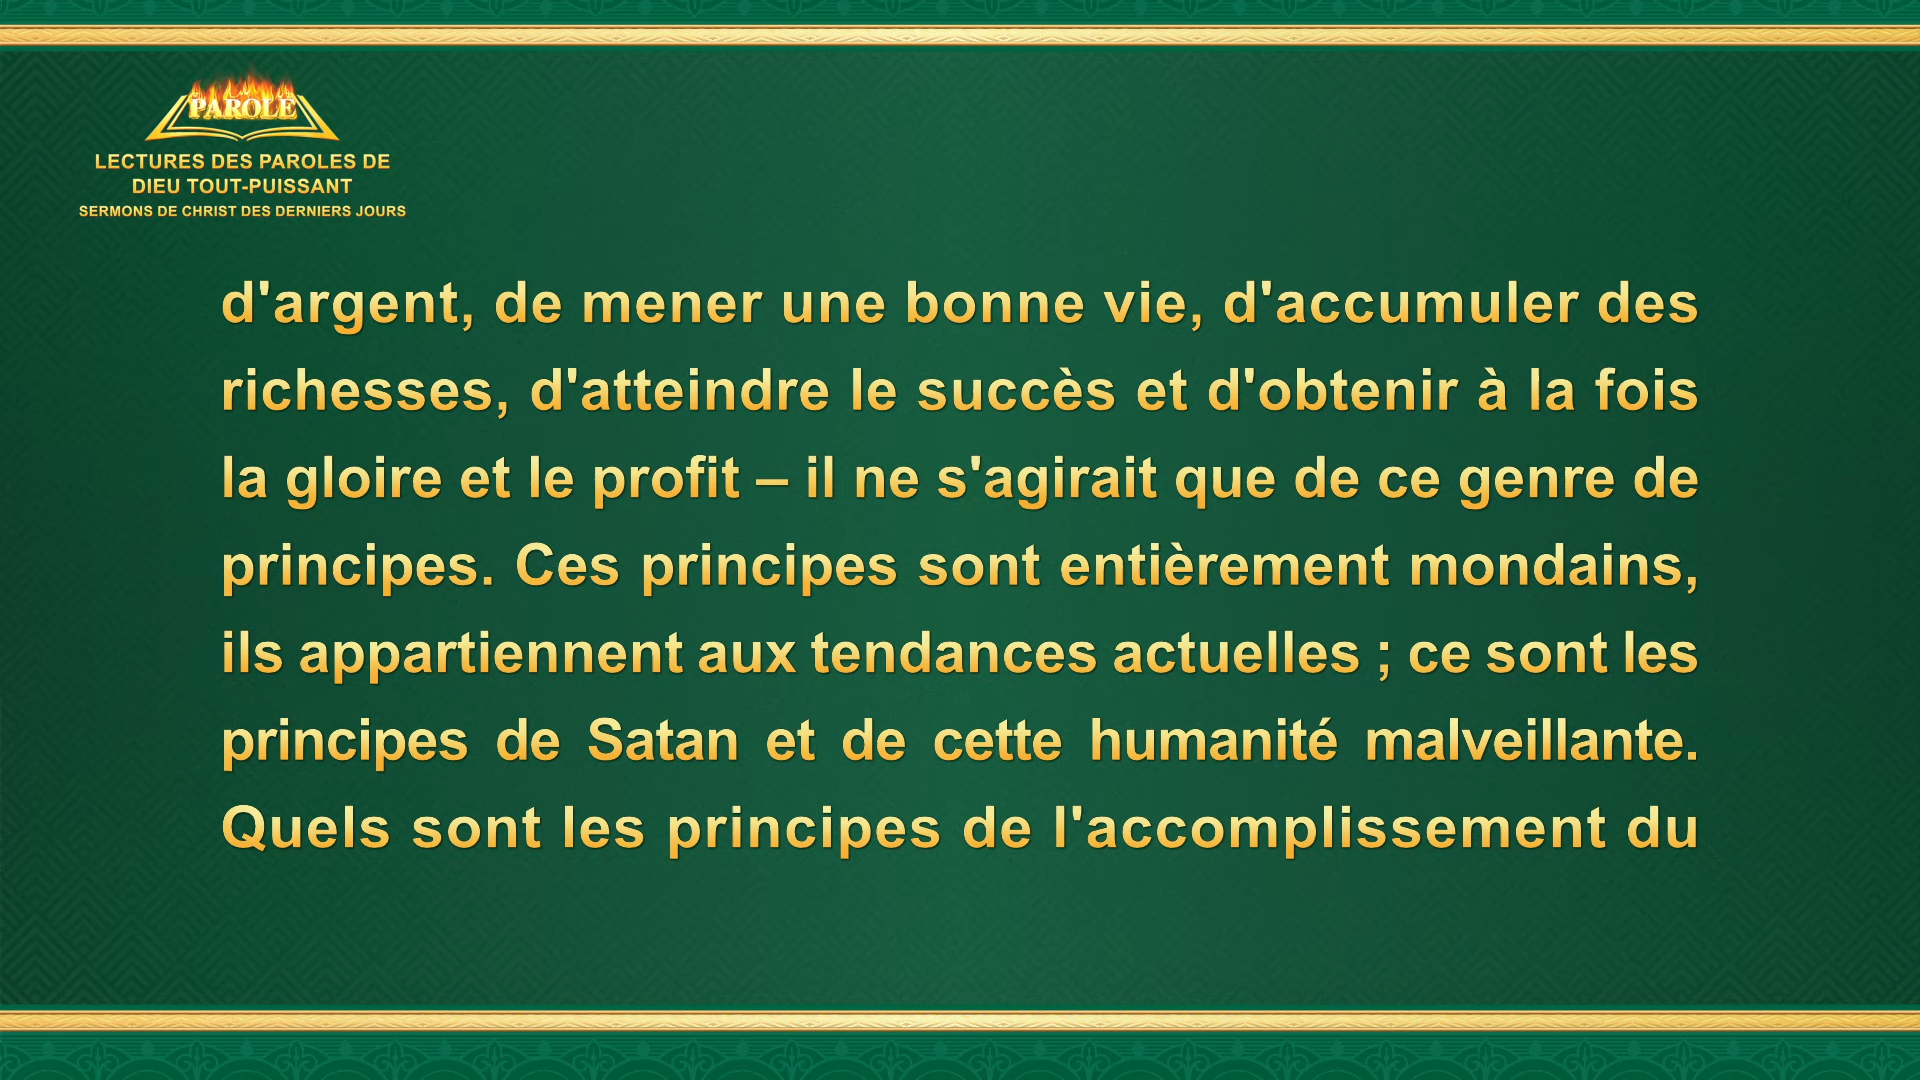 PAROLE
LECTURES DES PAROLES DE
DIEU TOUT-PUISSANT
SERMONS DE CHRIST DES DERNIERS JOURS
d'argent, de mener une bonne vie, d'accumuler des
richesses, d'atteindre le succès et d'obtenir à la fois
la gloire et le profit – il ne s'agirait que de ce genre de
principes. Ces principes sont entièrement mondains,
ils appartiennent aux tendances actuelles ; ce sont les
principes de Satan et de cette humanité malveillante.
Quels sont les principes de l'accomplissement du